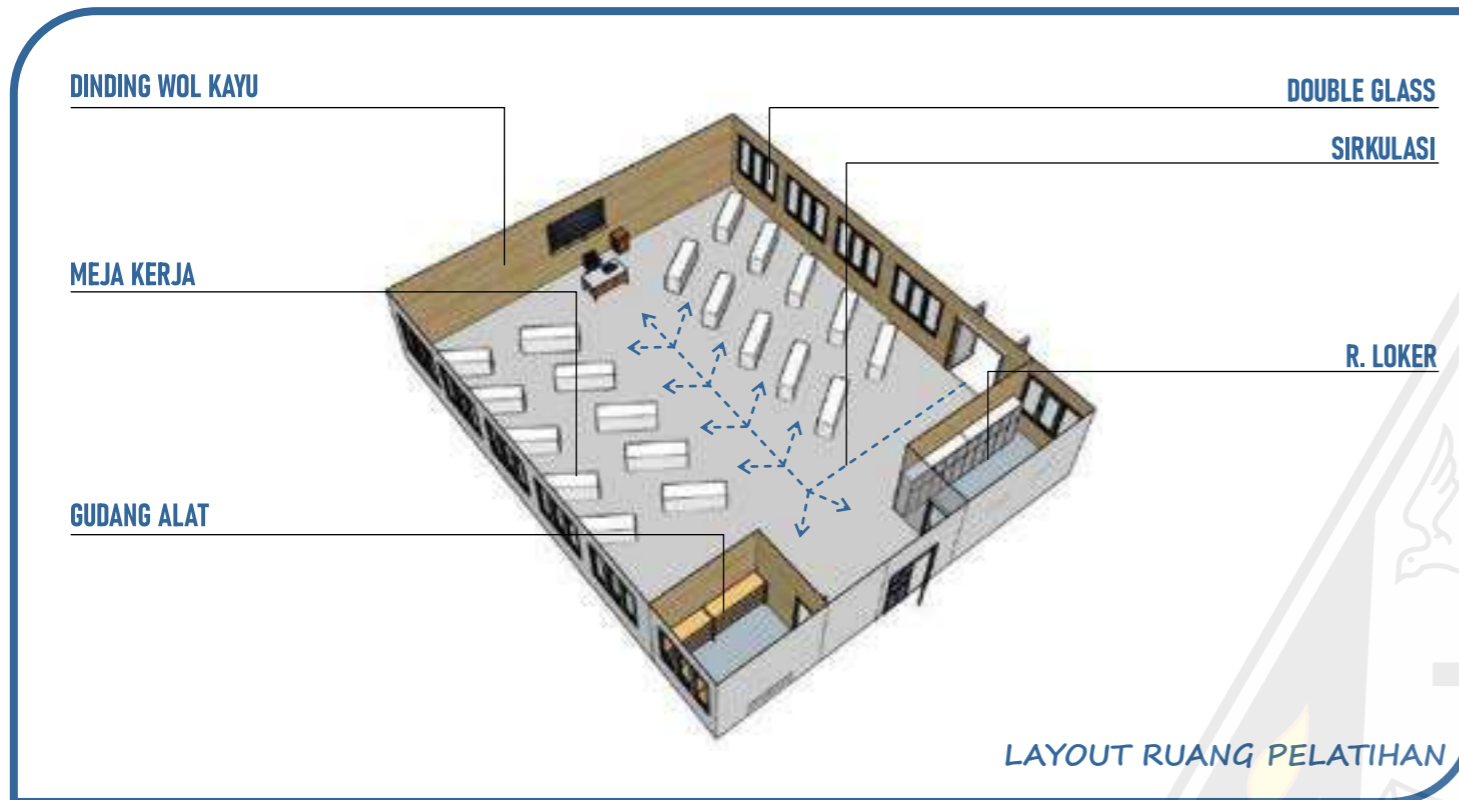 DINDING WOL KAYU
DOUBLE GLASS
SIRKULASI
MEJA KERJA
R. LOKER
GUDANG ALAT
LAYOUT RUANG PELATIHAN